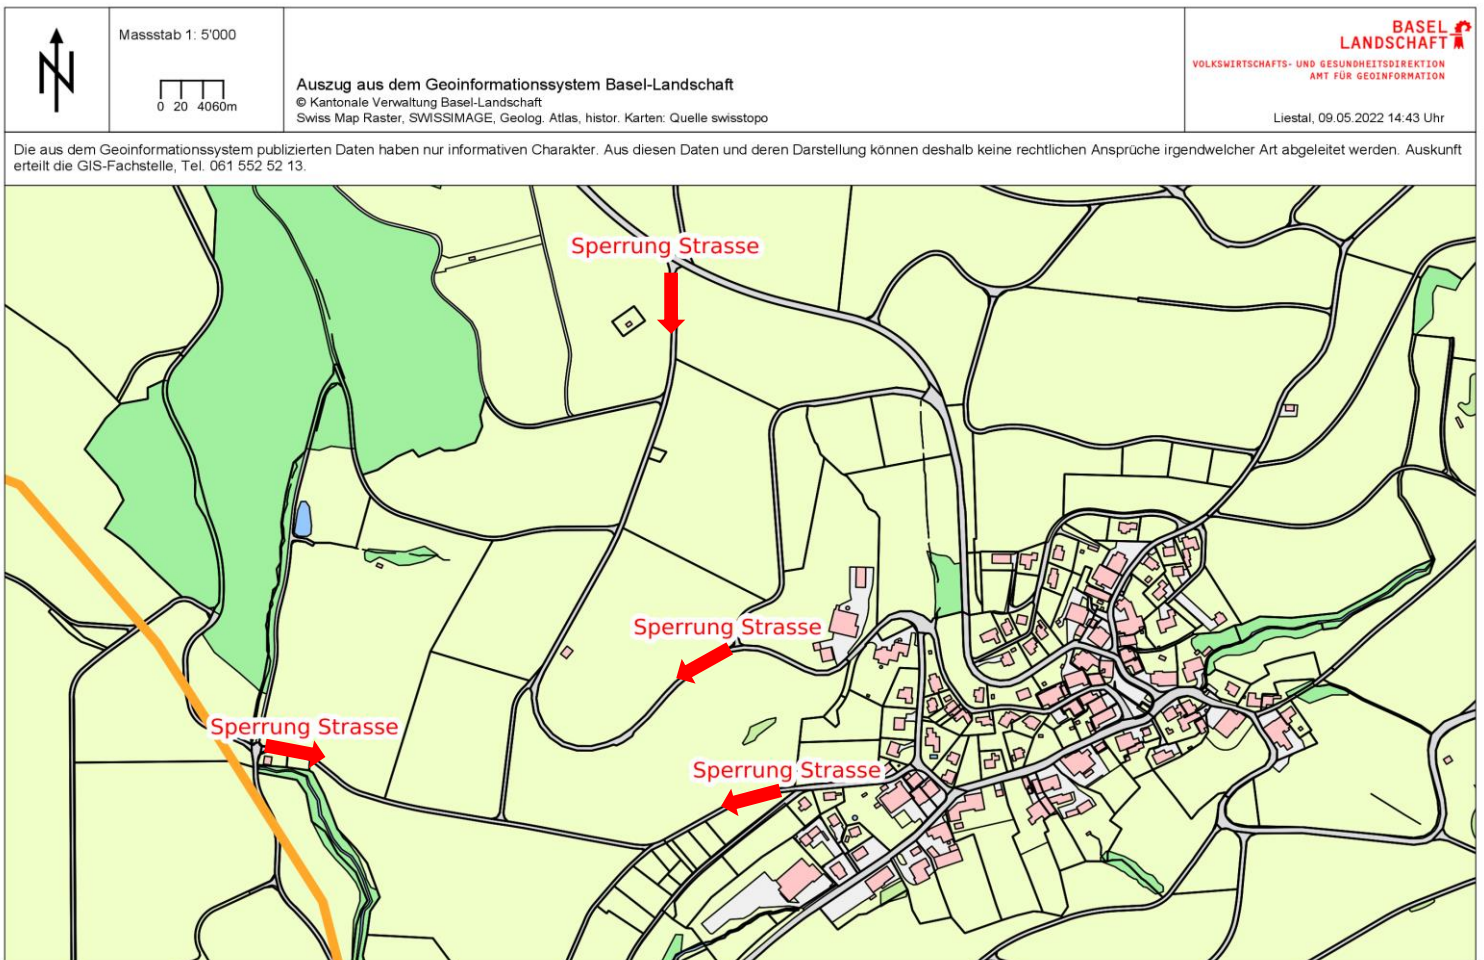 Massstab 1: 5'000
0 20 4060m
Auszug aus dem Geoinformationssystem Basel-Landschaft
© Kantonale Verwaltung Basel-Landschaft
Swiss Map Raster, SWISSIMAGE, Geolog. Atlas, histor. Karten: Quelle swisstopo
BASEL
LANDSCHAFT
VOLKSWIRTSCHAFTS- UND GESUNDHEITSDIREKTION
AMT FÜR GEOINFORMATION
Liestal, 09.05.2022 14:43 Uhr
Die aus dem Geoinformationssystem publizierten Daten haben nur informativen Charakter. Aus diesen Daten und deren Darstellung können deshalb keine rechtlichen Ansprüche irgendwelcher Art abgeleitet werden. Auskunft
erteilt die GIS-Fachstelle, Tel. 061 552 52 13.
Sperrung Strasse
Sperrung Strasse
Sperrung Strasse
Sperrung Strasse